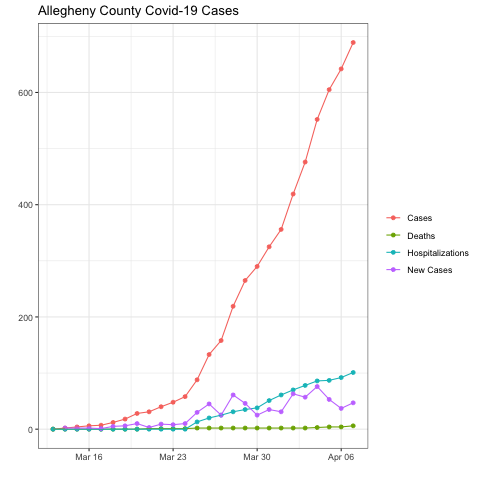 Allegheny County Covid-19 Cases
600
400
200
0
Mar 16
Mar 23
Mar 30
Apr 06
Cases
Deaths
Hospitalizations
New Cases